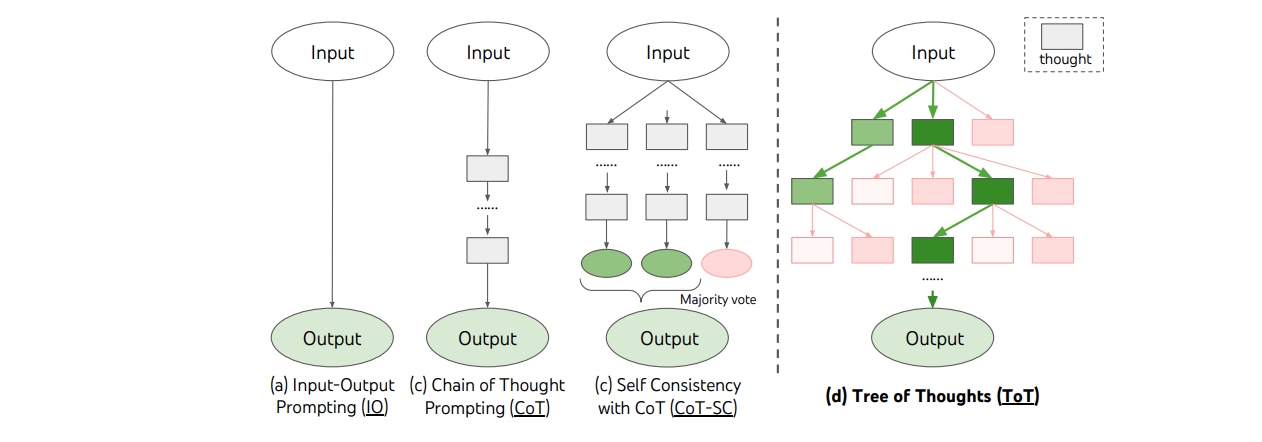 Input
Input
Input
Input
thought
......
...... ...... ......
......
Majority vote
Output
Output
Output
Output
(a) Input-Output
Prompting (IO)
(c) Chain of Thought
Prompting (CoT)
(c) Self Consistency
with CoT (CoT-SC)
(d) Tree of Thoughts (ToT)